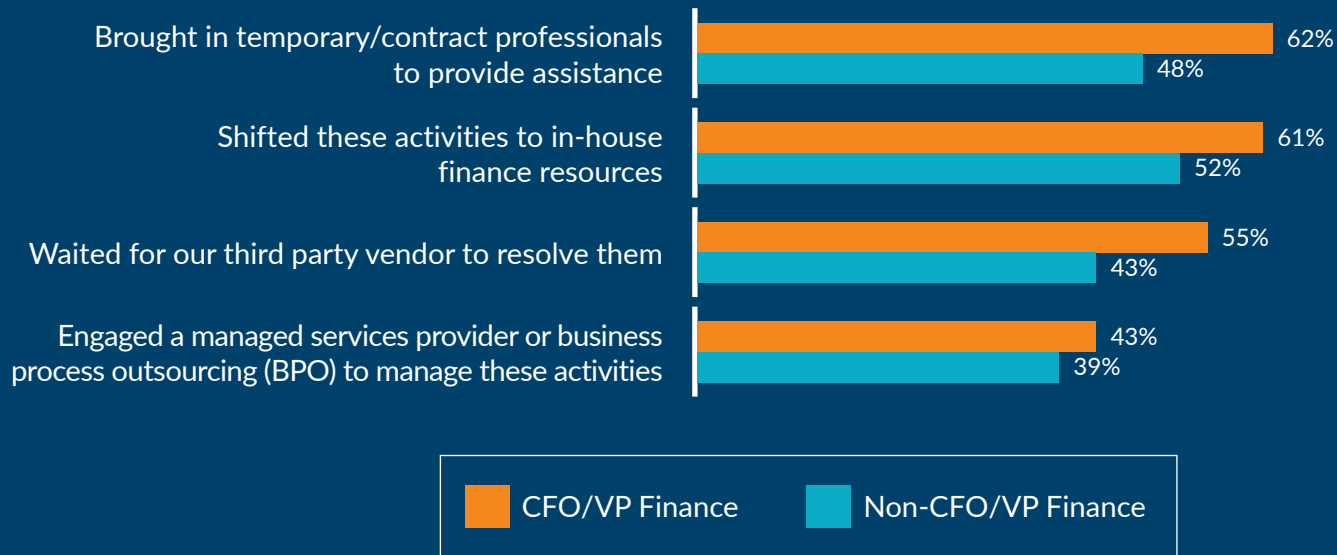 Brought in temporary/contract professionals
to provide assistance
62%
48%
Shifted these activities to in-house
finance resources
61%
52%
Waited for our third party vendor to resolve them
55%
43%
Engaged a managed services provider or business
process outsourcing (BPO) to manage these activities
43%
39%
CFO/VP Finance
Non-CFO/VP Finance